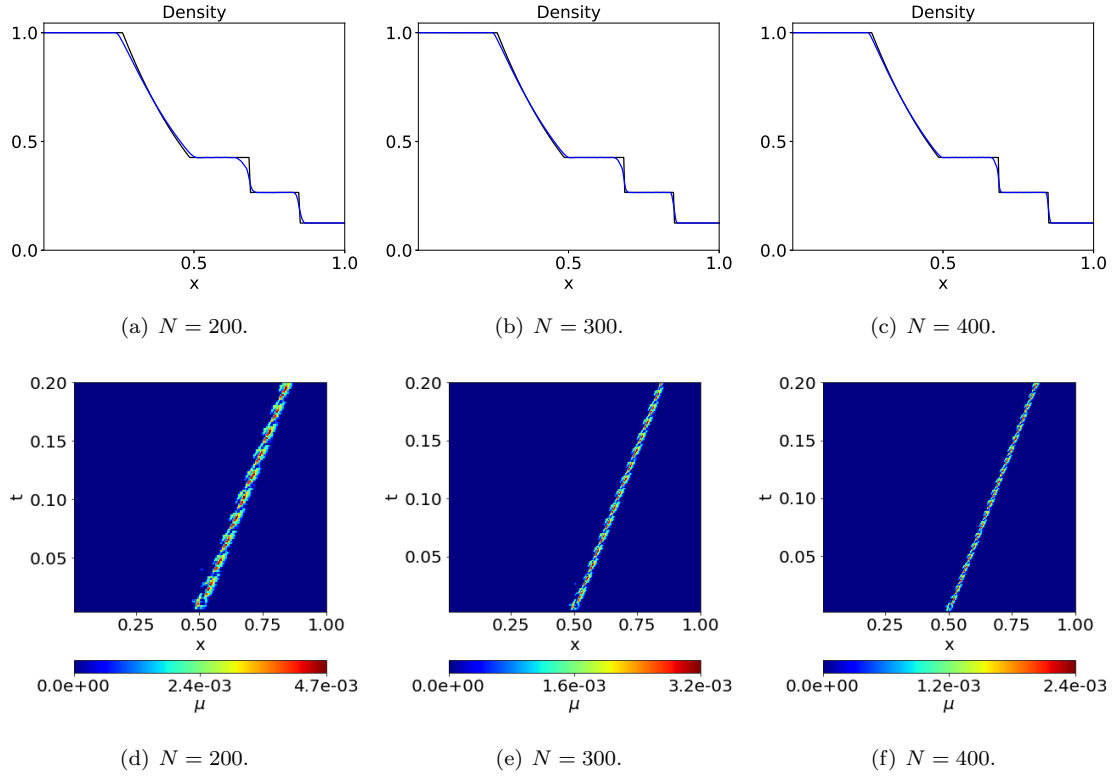 Density Density Density
1.0 1.0 1.0
0.5 0.5 0.5
0.0 0.0 0.0
0.5 1.0 0.5 1.0 0.5 1.0
x x x
(a) N = 200. (b) N = 300. (c) N = 400.
0.20 0.20 0.20
0.15 0.15 0.15
t t t
0.10 0.10 0.10
0.05 0.05 0.05
0.25 0.50 0.75 1.00 0.25 0.50 0.75 1.00 0.25 0.50 0.75 1.00
x x x
0.0e+00 2.4e-03 4.7e-03 0.0e+00 1.6e-03 3.2e-03 0.0e+00 1.2e-03 2.4e-03
μ μ μ
(d) N = 200. (e) N = 300. (f) N = 400.